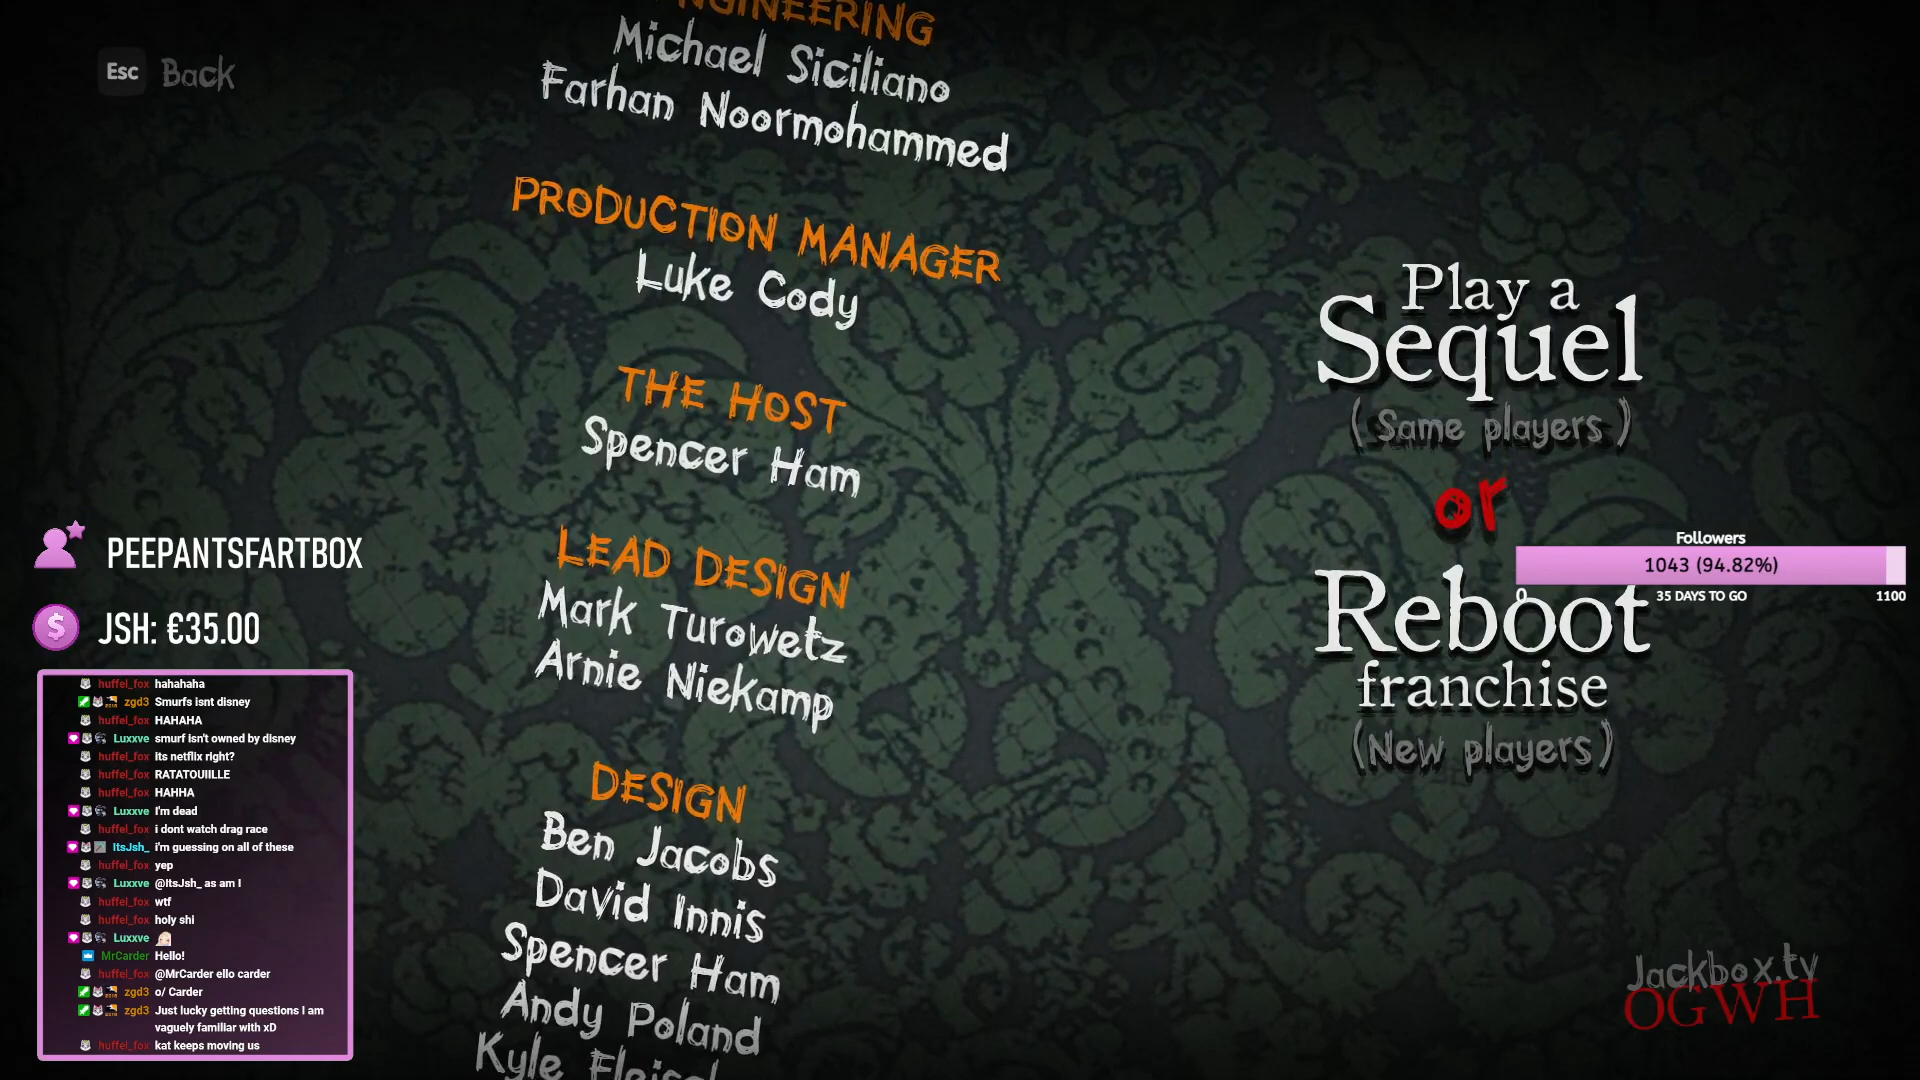 Esc Back
NGINEERING
Michael Siciliano
Farhan Noormohammed
PRODUCTION MANAGER
Luke Cody
THE HOST
Spencer Ham
LEAD DESIGN
Mark Turowetz
Arnie Niekamp
DESIGN
Ben Jacobs
David Innis
Spencer Ham
Andy Poland
Kyle
Play a
Sequel
(Same players)
or
Reboot
franchise
(New players)
Followers
1043 (94.82%)
0 35 DAYS TO GO 1100
Jackbox.tv
OGWH
PEEPANTSFARTBOX
$ JSH: €35.00
huffel_fox hahahaha
zgd3 Smurfs isnt disney
huffel_fox HAHAHA
Luxxve smurf isn't owned by disney
huffel_fox its netflix right?
huffel_fox RATATOUIILLE
huffel_fox HAHHA
Luxxve I'm dead
huffel_fox i dont watch drag race
ItsJsh_ i'm guessing on all of these
huffel_fox yep
Luxxve @ItsJsh_ as am I
huffel_fox wtf
huffel_fox holy shi
Luxxve
MrCarder Hello!
huffel_fox @MrCarder ello carder
zgd3 o/ Carder
zgd3 Just lucky getting questions I am
vaguely familiar with xD
huffel_fox kat keeps moving us